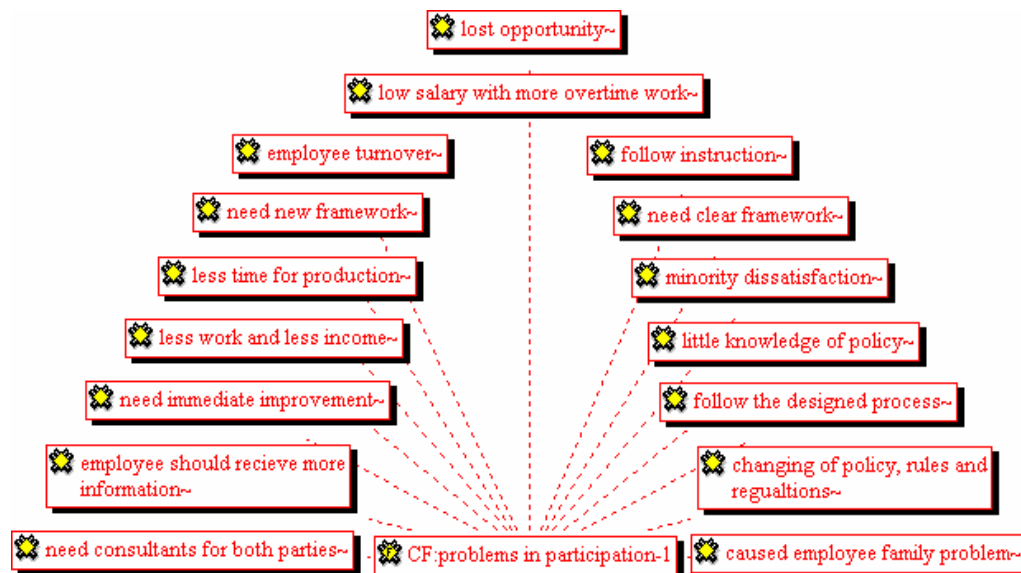 lost opportunity~
low salary with more overtime work~
employee turnover~
follow instruction~
need new framework~
need clear framework~
less time for production~
minority dissatisfaction~
less work and less income~
little knowledge of policy~
need immediate improvement~
follow the designed process~
employee should recieve more
information~
changing of policy, rules and
regualtions~
need consultants for both parties~
F CF:problems in participation-1
caused employee family problem~